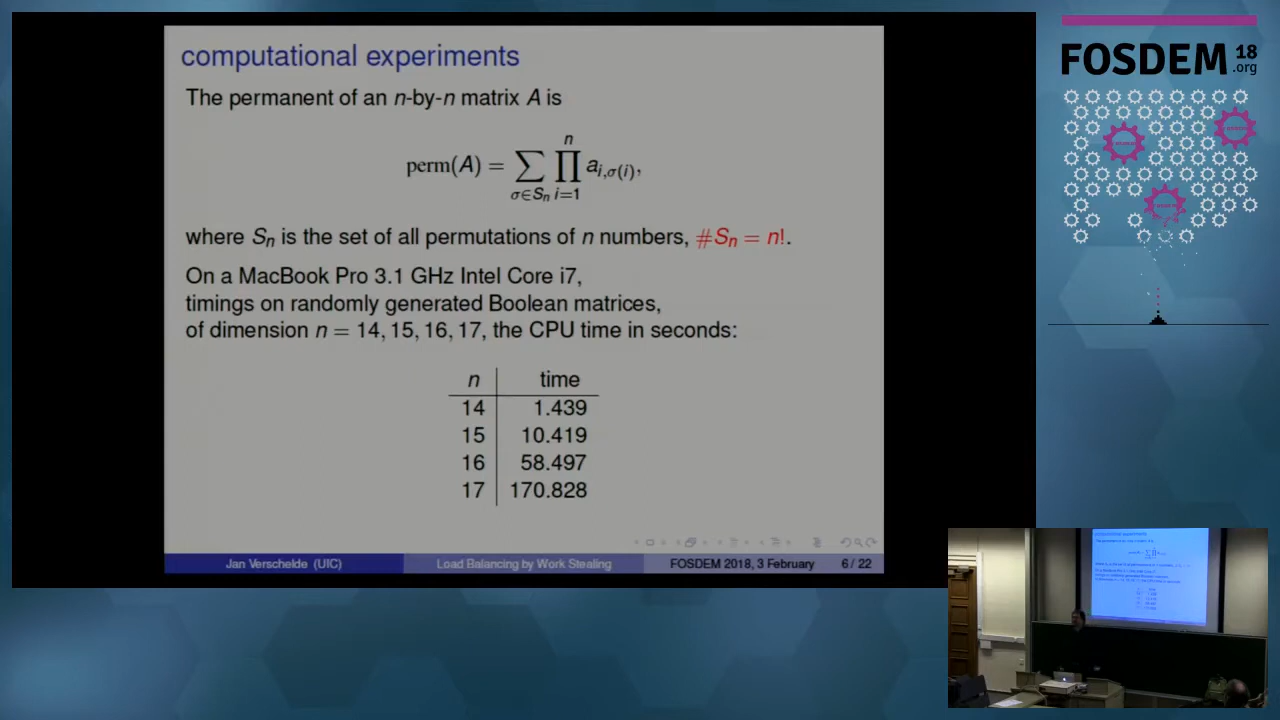 computational experiments
The permanent of an n-by-n matrix A is
perm(A) = ∑_{σ∈S_n} ∏_{i=1}^{n} a_{i,σ(i)},
where S_n is the set of all permutations of n numbers, #S_n = n!.
On a MacBook Pro 3.1 GHz Intel Core i7,
timings on randomly generated Boolean matrices,
of dimension n = 14, 15, 16, 17, the CPU time in seconds:
n time
14 1.439
15 10.419
16 58.497
17 170.828
Jan Verschelde (UIC) Load Balancing by Work Stealing FOSDEM 2018, 3 February 6 / 22
FOSDEM 18
.org